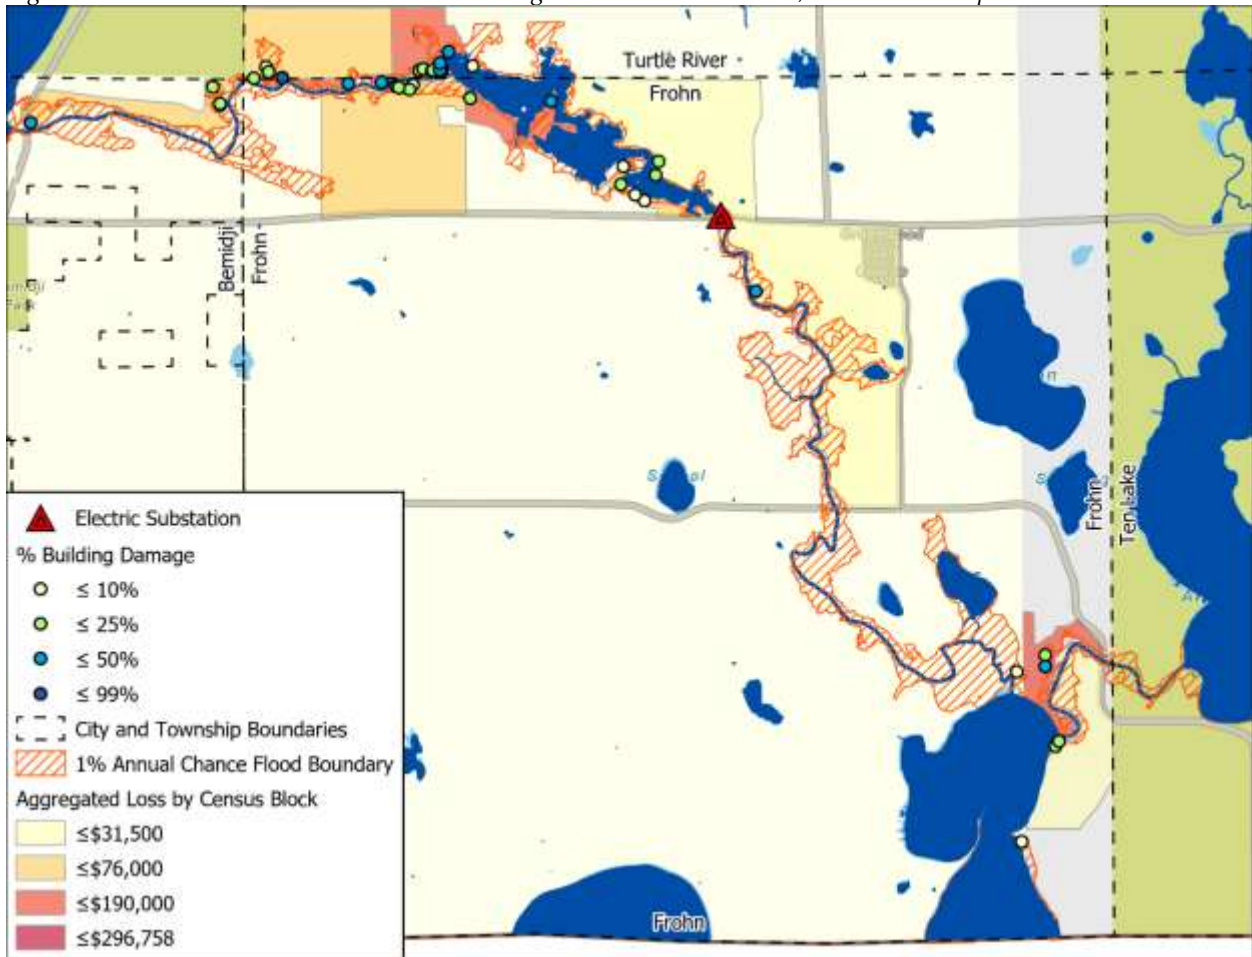 Turtle River
Frohn
Bemidji
Frohn
Frohn
Ten Lake
Frohn
Electric Substation
% Building Damage
≤ 10%
≤ 25%
≤ 50%
≤ 99%
City and Township Boundaries
1% Annual Chance Flood Boundary
Aggregated Loss by Census Block
≤$31,500
≤$76,000
≤$190,000
≤$296,758